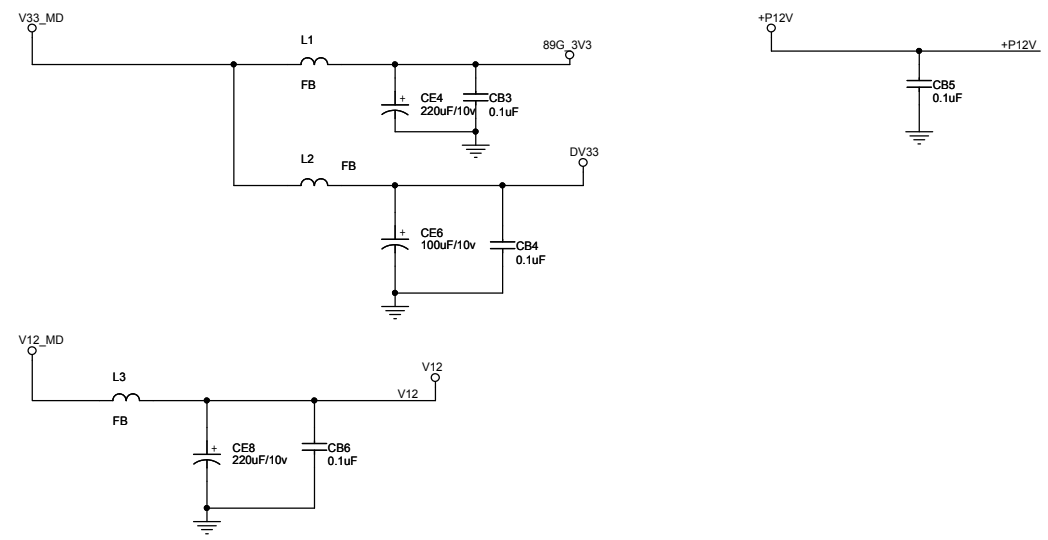 V33_MD
L1
FB
89G_3V3
CE4
220uF/10v
+
CB3
0.1uF
+P12V
+P12V
CB5
0.1uF
L2
FB
DV33
+
CE6
100uF/10v
CB4
0.1uF
V12_MD
L3
FB
V12
V12
+
CE8
220uF/10v
CB6
0.1uF